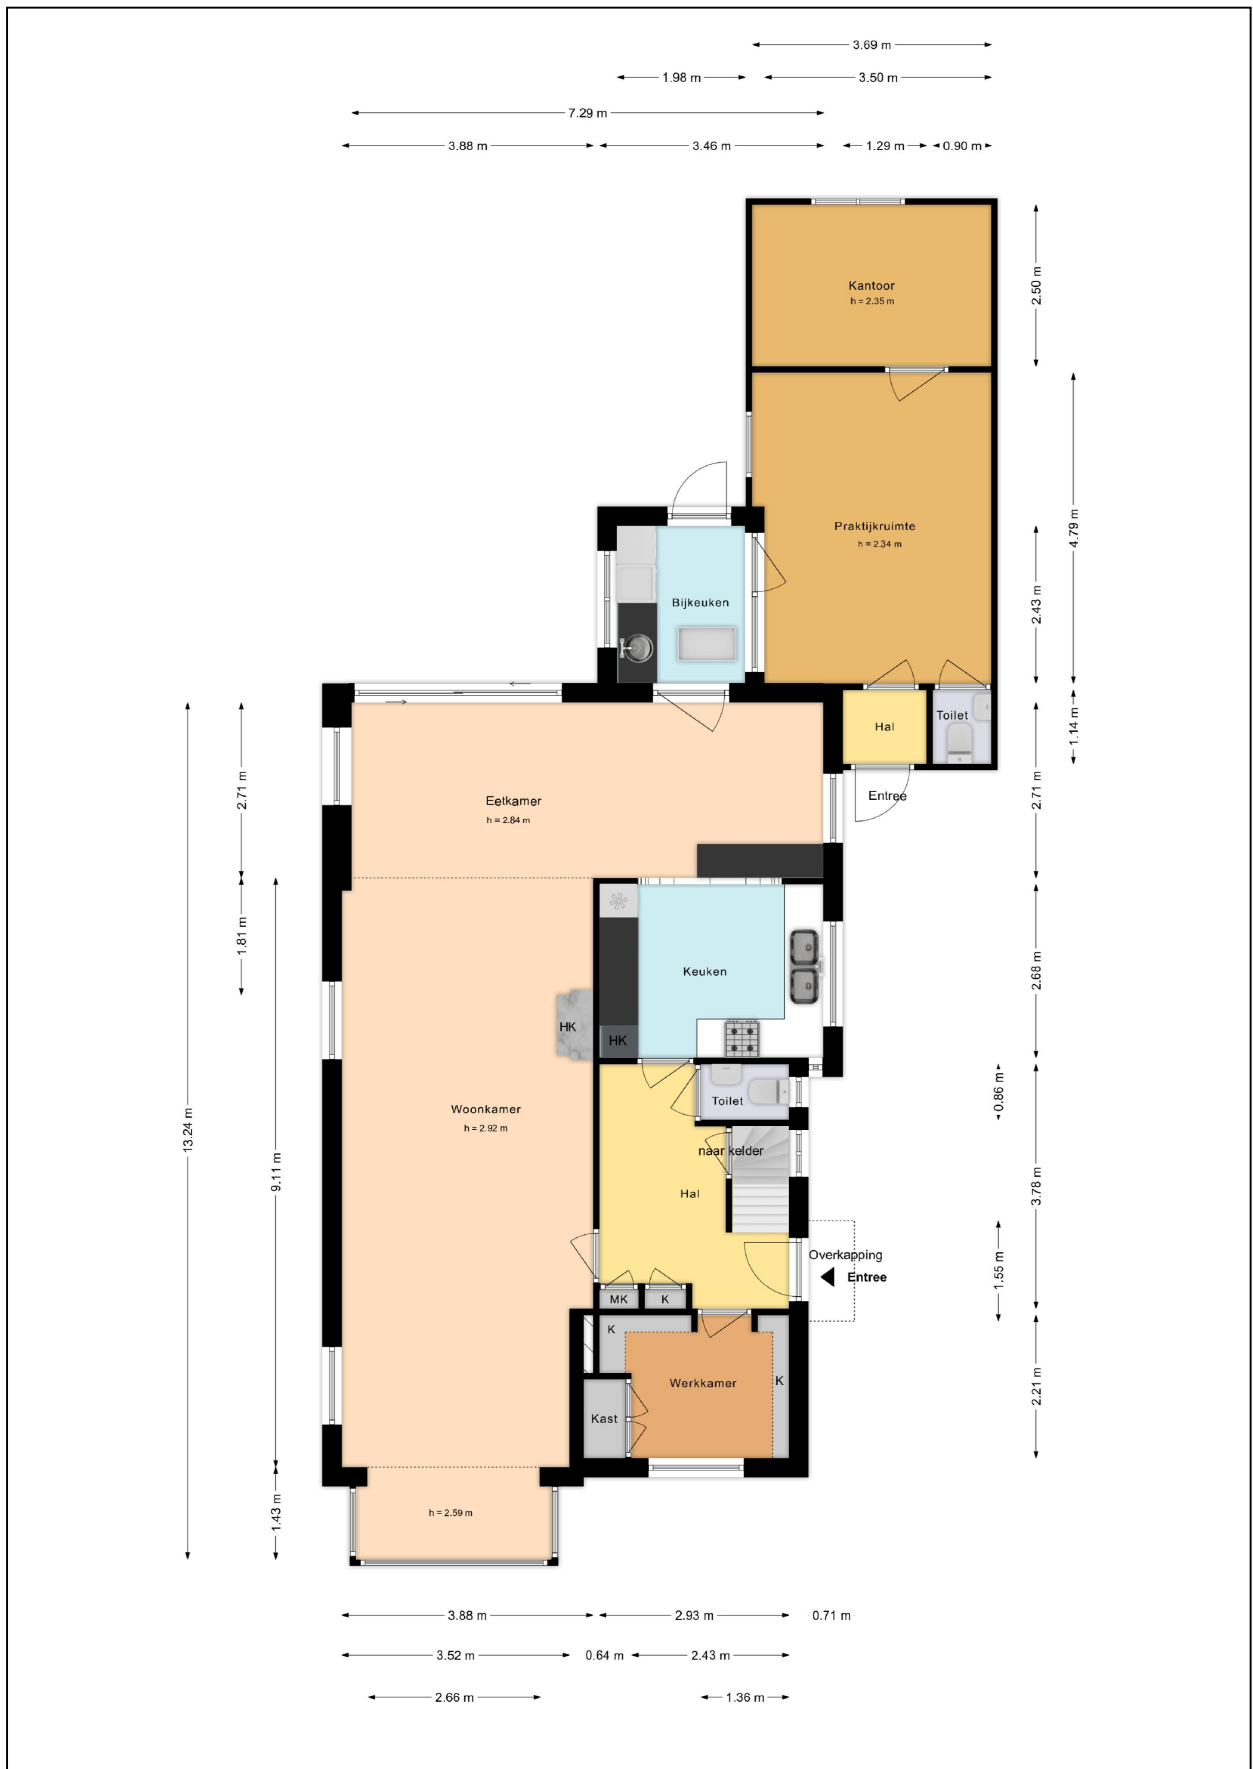 3.69 m
1.98 m
3.50 m
7.29 m
3.88 m
3.46 m
1.29 m
0.90 m
Kantoor
h = 2.35 m
2.50 m
Praktijkruimte
h = 2.34 m
4.79 m
2.43 m
Bijkeuken
Hal
Toilet
1.14 m
Entree
2.71 m
2.71 m
Eetkamer
h = 2.84 m
1.81 m
Keuken
2.68 m
HK
HK
Woonkamer
h = 2.92 m
13.24 m
9.11 m
Toilet
0.86 m
naar kelder
Hal
3.78 m
Overkapping
Entree
1.55 m
MK
K
K
Werkkamer
K
Kast
2.21 m
h = 2.59 m
1.43 m
3.88 m
2.93 m
0.71 m
3.52 m
0.64 m
2.43 m
2.66 m
1.36 m